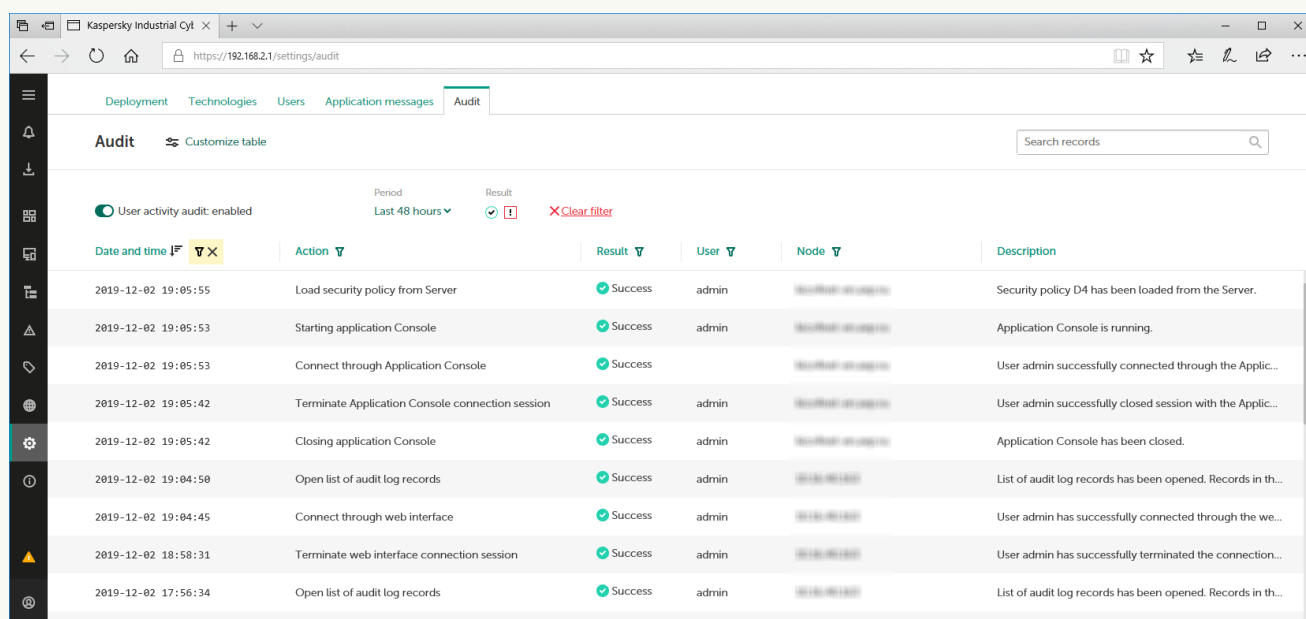 Kaspersky Industrial Cyb
https://192.168.2.1/settings/audit
Deployment Technologies Users Application messages Audit
Audit Customize table Search records
Period Result
User activity audit: enabled Last 48 hours Clear filter
Date and time Action Result User Node Description
2019-12-02 19:05:55 Load security policy from Server Success admin Security policy D4 has been loaded from the Server.
2019-12-02 19:05:53 Starting application Console Success admin Application Console is running.
2019-12-02 19:05:53 Connect through Application Console Success User admin successfully connected through the Applic...
2019-12-02 19:05:42 Terminate Application Console connection session Success admin User admin successfully closed session with the Applic...
2019-12-02 19:05:42 Closing application Console Success admin Application Console has been closed.
2019-12-02 19:04:50 Open list of audit log records Success admin List of audit log records has been opened. Records in th...
2019-12-02 19:04:45 Connect through web interface Success admin User admin has successfully connected through the we...
2019-12-02 18:58:31 Terminate web interface connection session Success admin User admin has successfully terminated the connection...
2019-12-02 17:56:34 Open list of audit log records Success admin List of audit log records has been opened. Records in th...